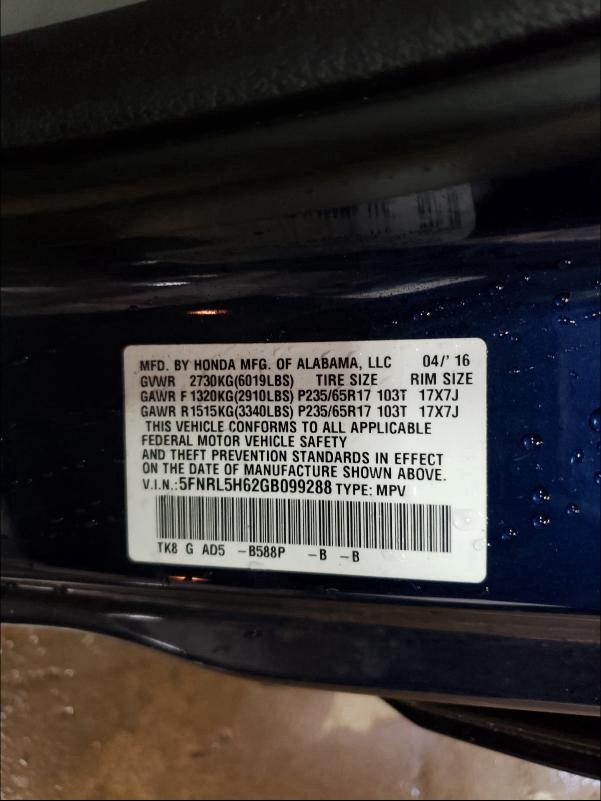 MFD. BY HONDA MFG. OF ALABAMA, LLC 04/' 16
GVWR 2730KG(6019LBS) TIRE SIZE RIM SIZE
GAWR F 1320KG(2910LBS) P235/65R17 103T 17X7J
GAWR R1515KG(3340LBS) P235/65R17 103T 17X7J
THIS VEHICLE CONFORMS TO ALL APPLICABLE
FEDERAL MOTOR VEHICLE SAFETY
AND THEFT PREVENTION STANDARDS IN EFFECT
ON THE DATE OF MANUFACTURE SHOWN ABOVE.
V.I.N.:5FNRL5H62GB099288 TYPE: MPV
TK8 G AD5 -B588P -B -B